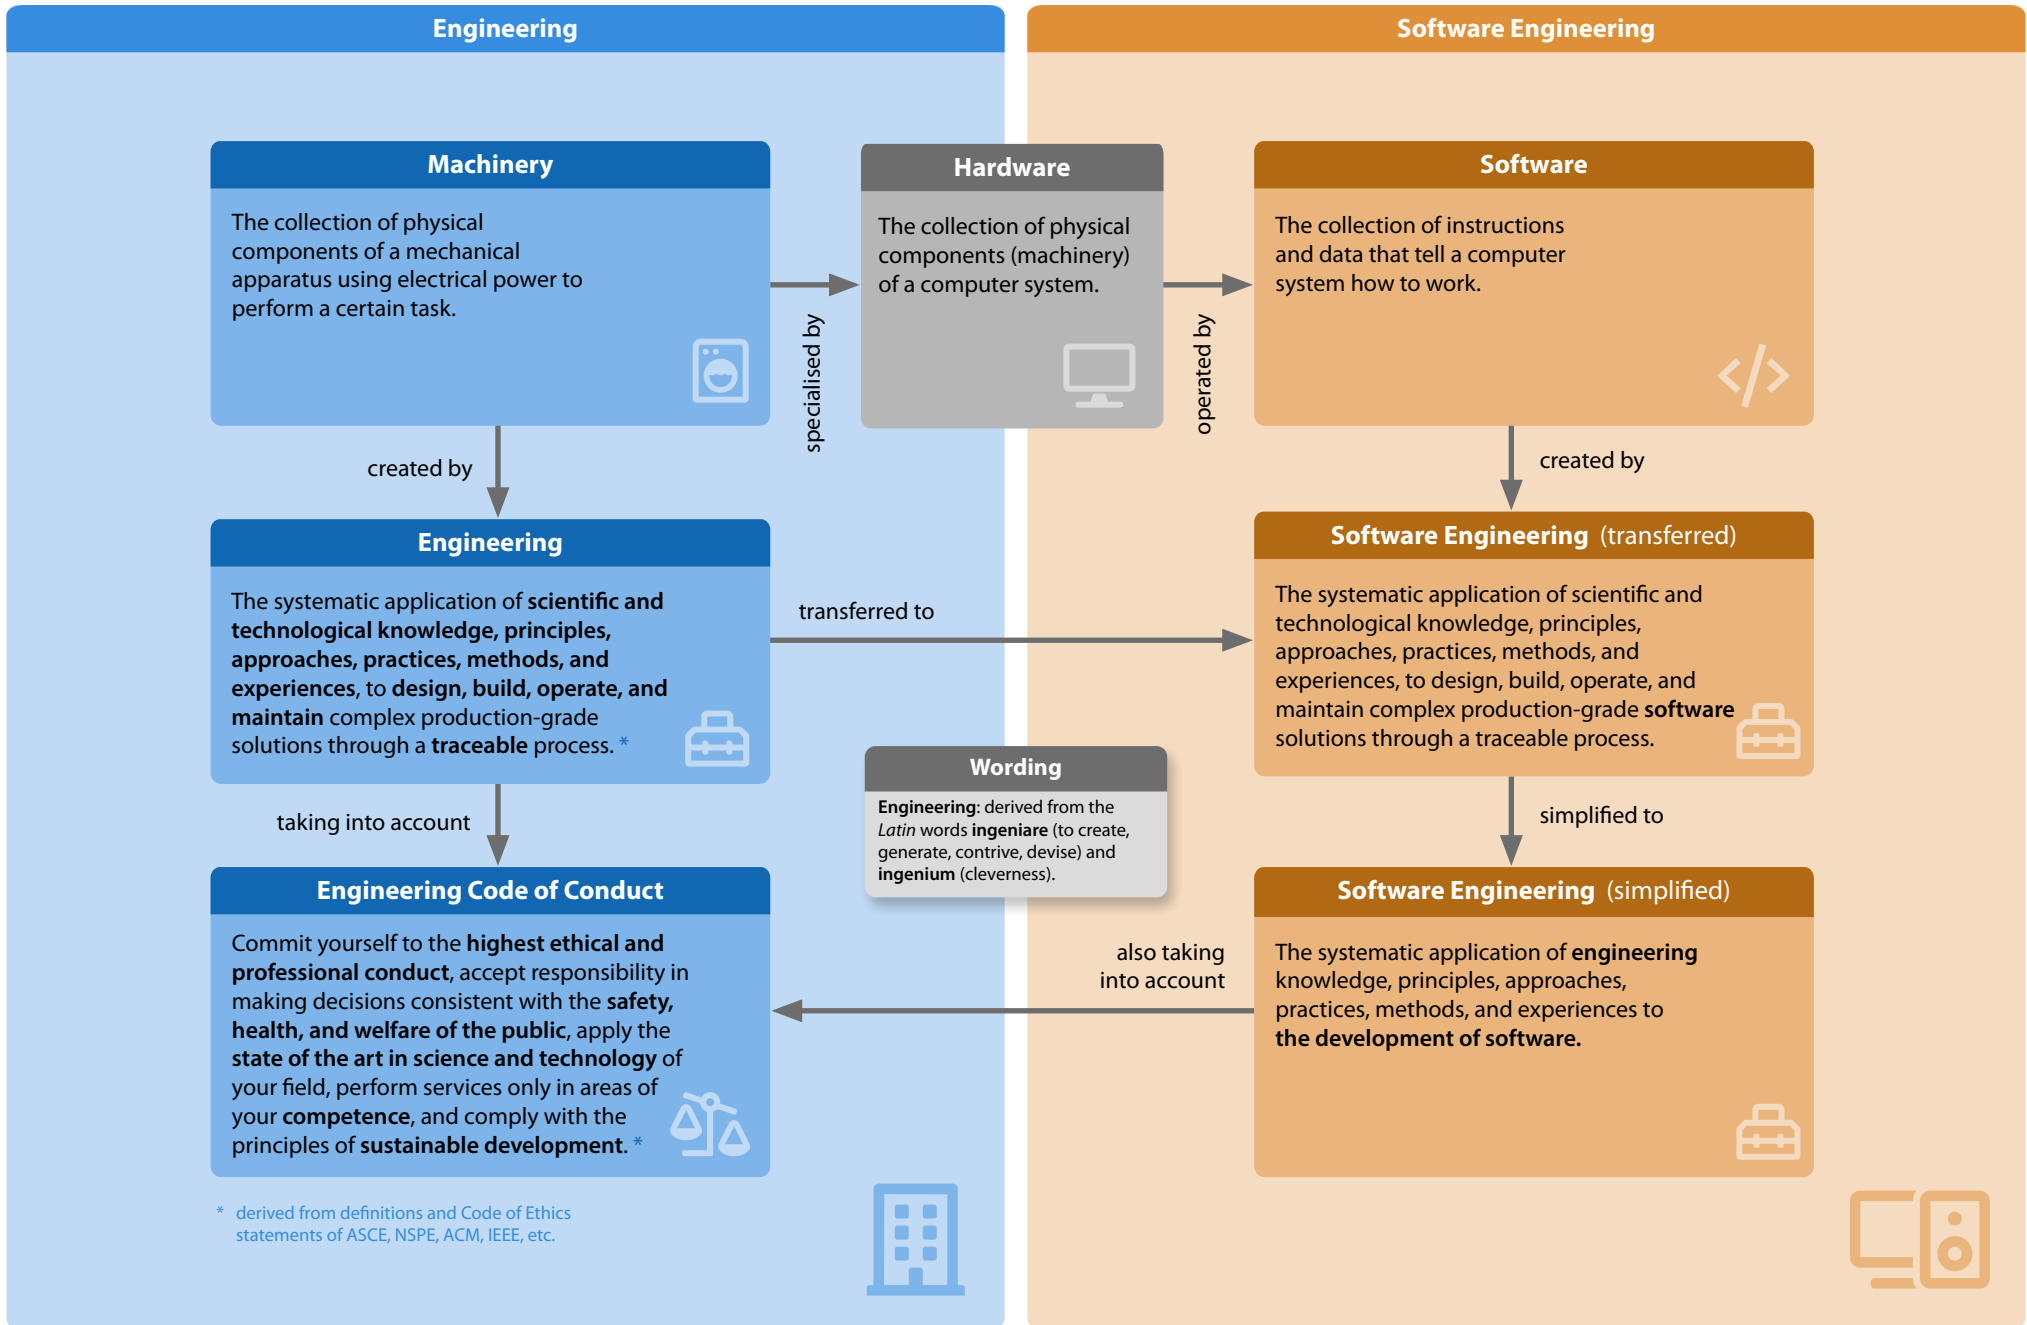 Engineering
Software Engineering
Machinery
The collection of physical
components of a mechanical
apparatus using electrical power to
perform a certain task.
specialised by
Hardware
The collection of physical
components (machinery)
of a computer system.
operated by
Software
The collection of instructions
and data that tell a computer
system how to work.
</>
created by
created by
Engineering
The systematic application of scientific and
technological knowledge, principles,
approaches, practices, methods, and
experiences, to design, build, operate, and
maintain complex production-grade
solutions through a traceable process. *
transferred to
Software Engineering (transferred)
The systematic application of scientific and
technological knowledge, principles,
approaches, practices, methods, and
experiences, to design, build, operate, and
maintain complex production-grade software
solutions through a traceable process.
Wording
Engineering: derived from the
Latin words ingeniare (to create,
generate, contrive, devise) and
ingenium (cleverness).
taking into account
simplified to
Engineering Code of Conduct
Commit yourself to the highest ethical and
professional conduct, accept responsibility in
making decisions consistent with the safety,
health, and welfare of the public, apply the
state of the art in science and technology of
your field, perform services only in areas of
your competence, and comply with the
principles of sustainable development. *
also taking
into account
Software Engineering (simplified)
The systematic application of engineering
knowledge, principles, approaches,
practices, methods, and experiences to
the development of software.
* derived from definitions and Code of Ethics
statements of ASCE, NSPE, ACM, IEEE, etc.